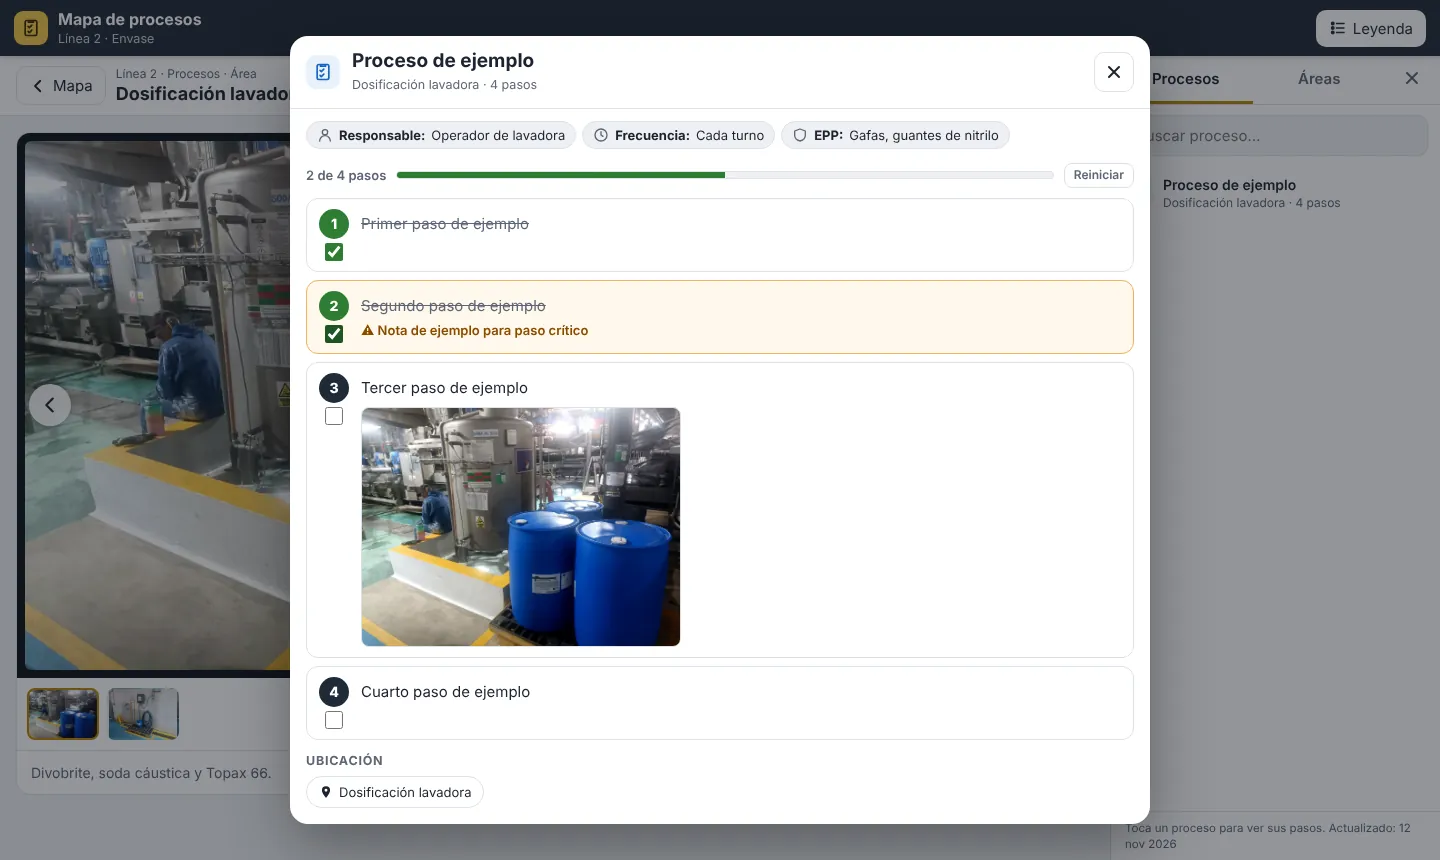 Mapa de procesos
Línea 2 · Envase
Leyenda
Mapa
Línea 2 · Procesos · Área
Dosificación lavado
Procesos
Áreas
uscar proceso...
Proceso de ejemplo
Dosificación lavadora · 4 pasos
Divobrite, soda cáustica y Topax 66.
Toca un proceso para ver sus pasos. Actualizado: 12
nov 2026
Proceso de ejemplo
Dosificación lavadora · 4 pasos
Responsable: Operador de lavadora
Frecuencia: Cada turno
EPP: Gafas, guantes de nitrilo
2 de 4 pasos
Reiniciar
1 Primer paso de ejemplo
2 Segundo paso de ejemplo
Nota de ejemplo para paso crítico
3 Tercer paso de ejemplo
4 Cuarto paso de ejemplo
UBICACIÓN
Dosificación lavadora